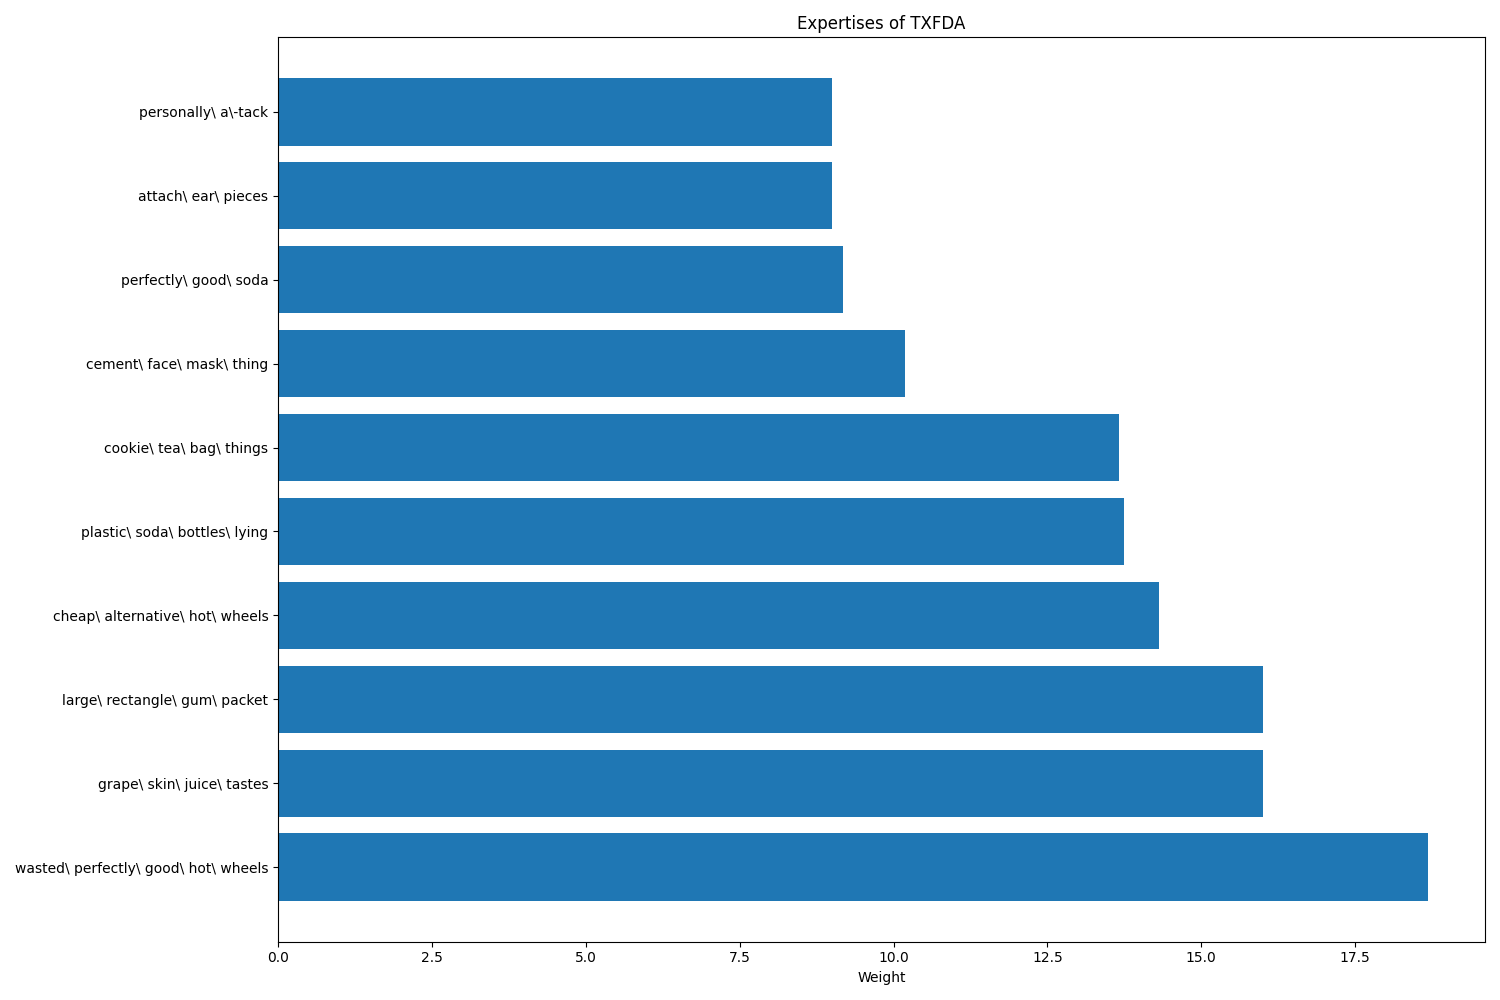 Expertises of TXFDA
personally\ a\-tack
attach\ ear\ pieces
perfectly\ good\ soda
cement\ face\ mask\ thing
cookie\ tea\ bag\ things
plastic\ soda\ bottles\ lying
cheap\ alternative\ hot\ wheels
large\ rectangle\ gum\ packet
grape\ skin\ juice\ tastes
wasted\ perfectly\ good\ hot\ wheels
0.0 2.5 5.0 7.5 10.0 12.5 15.0 17.5
Weight